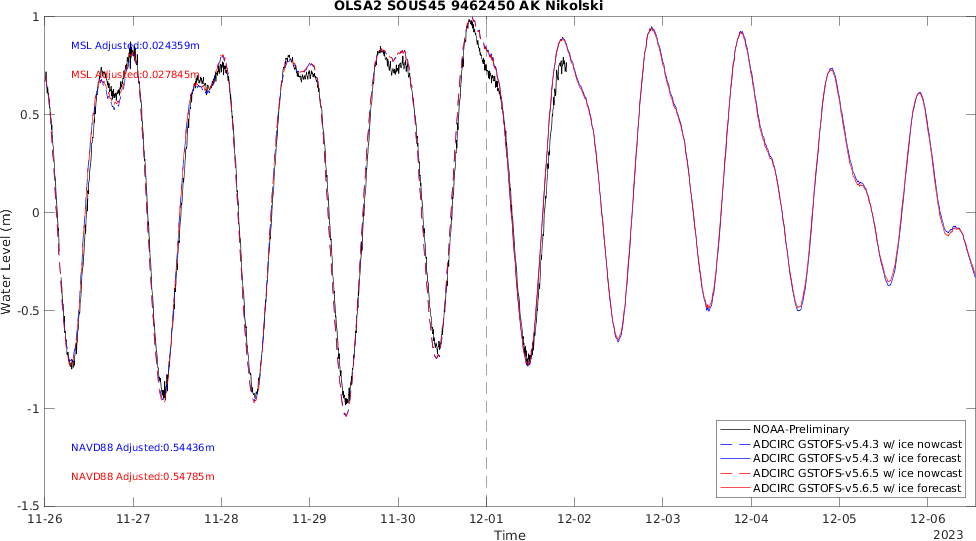 OLSA2 SOUS45 9462450 AK Nikolski
MSL Adjusted:0.024359m
MSL Adjusted:0.027845m
NAVD88 Adjusted:0.54436m
NAVD88 Adjusted:0.54785m
Water Level (m)
1
0.5
0
-0.5
-1
-1.5
NOAA-Preliminary
ADCIRC GSTOFS-v5.4.3 w/ ice nowcast
ADCIRC GSTOFS-v5.4.3 w/ ice forecast
ADCIRC GSTOFS-v5.6.5 w/ ice nowcast
ADCIRC GSTOFS-v5.6.5 w/ ice forecast
11-26 11-27 11-28 11-29 11-30 12-01 12-02 12-03 12-04 12-05 12-06
Time
2023